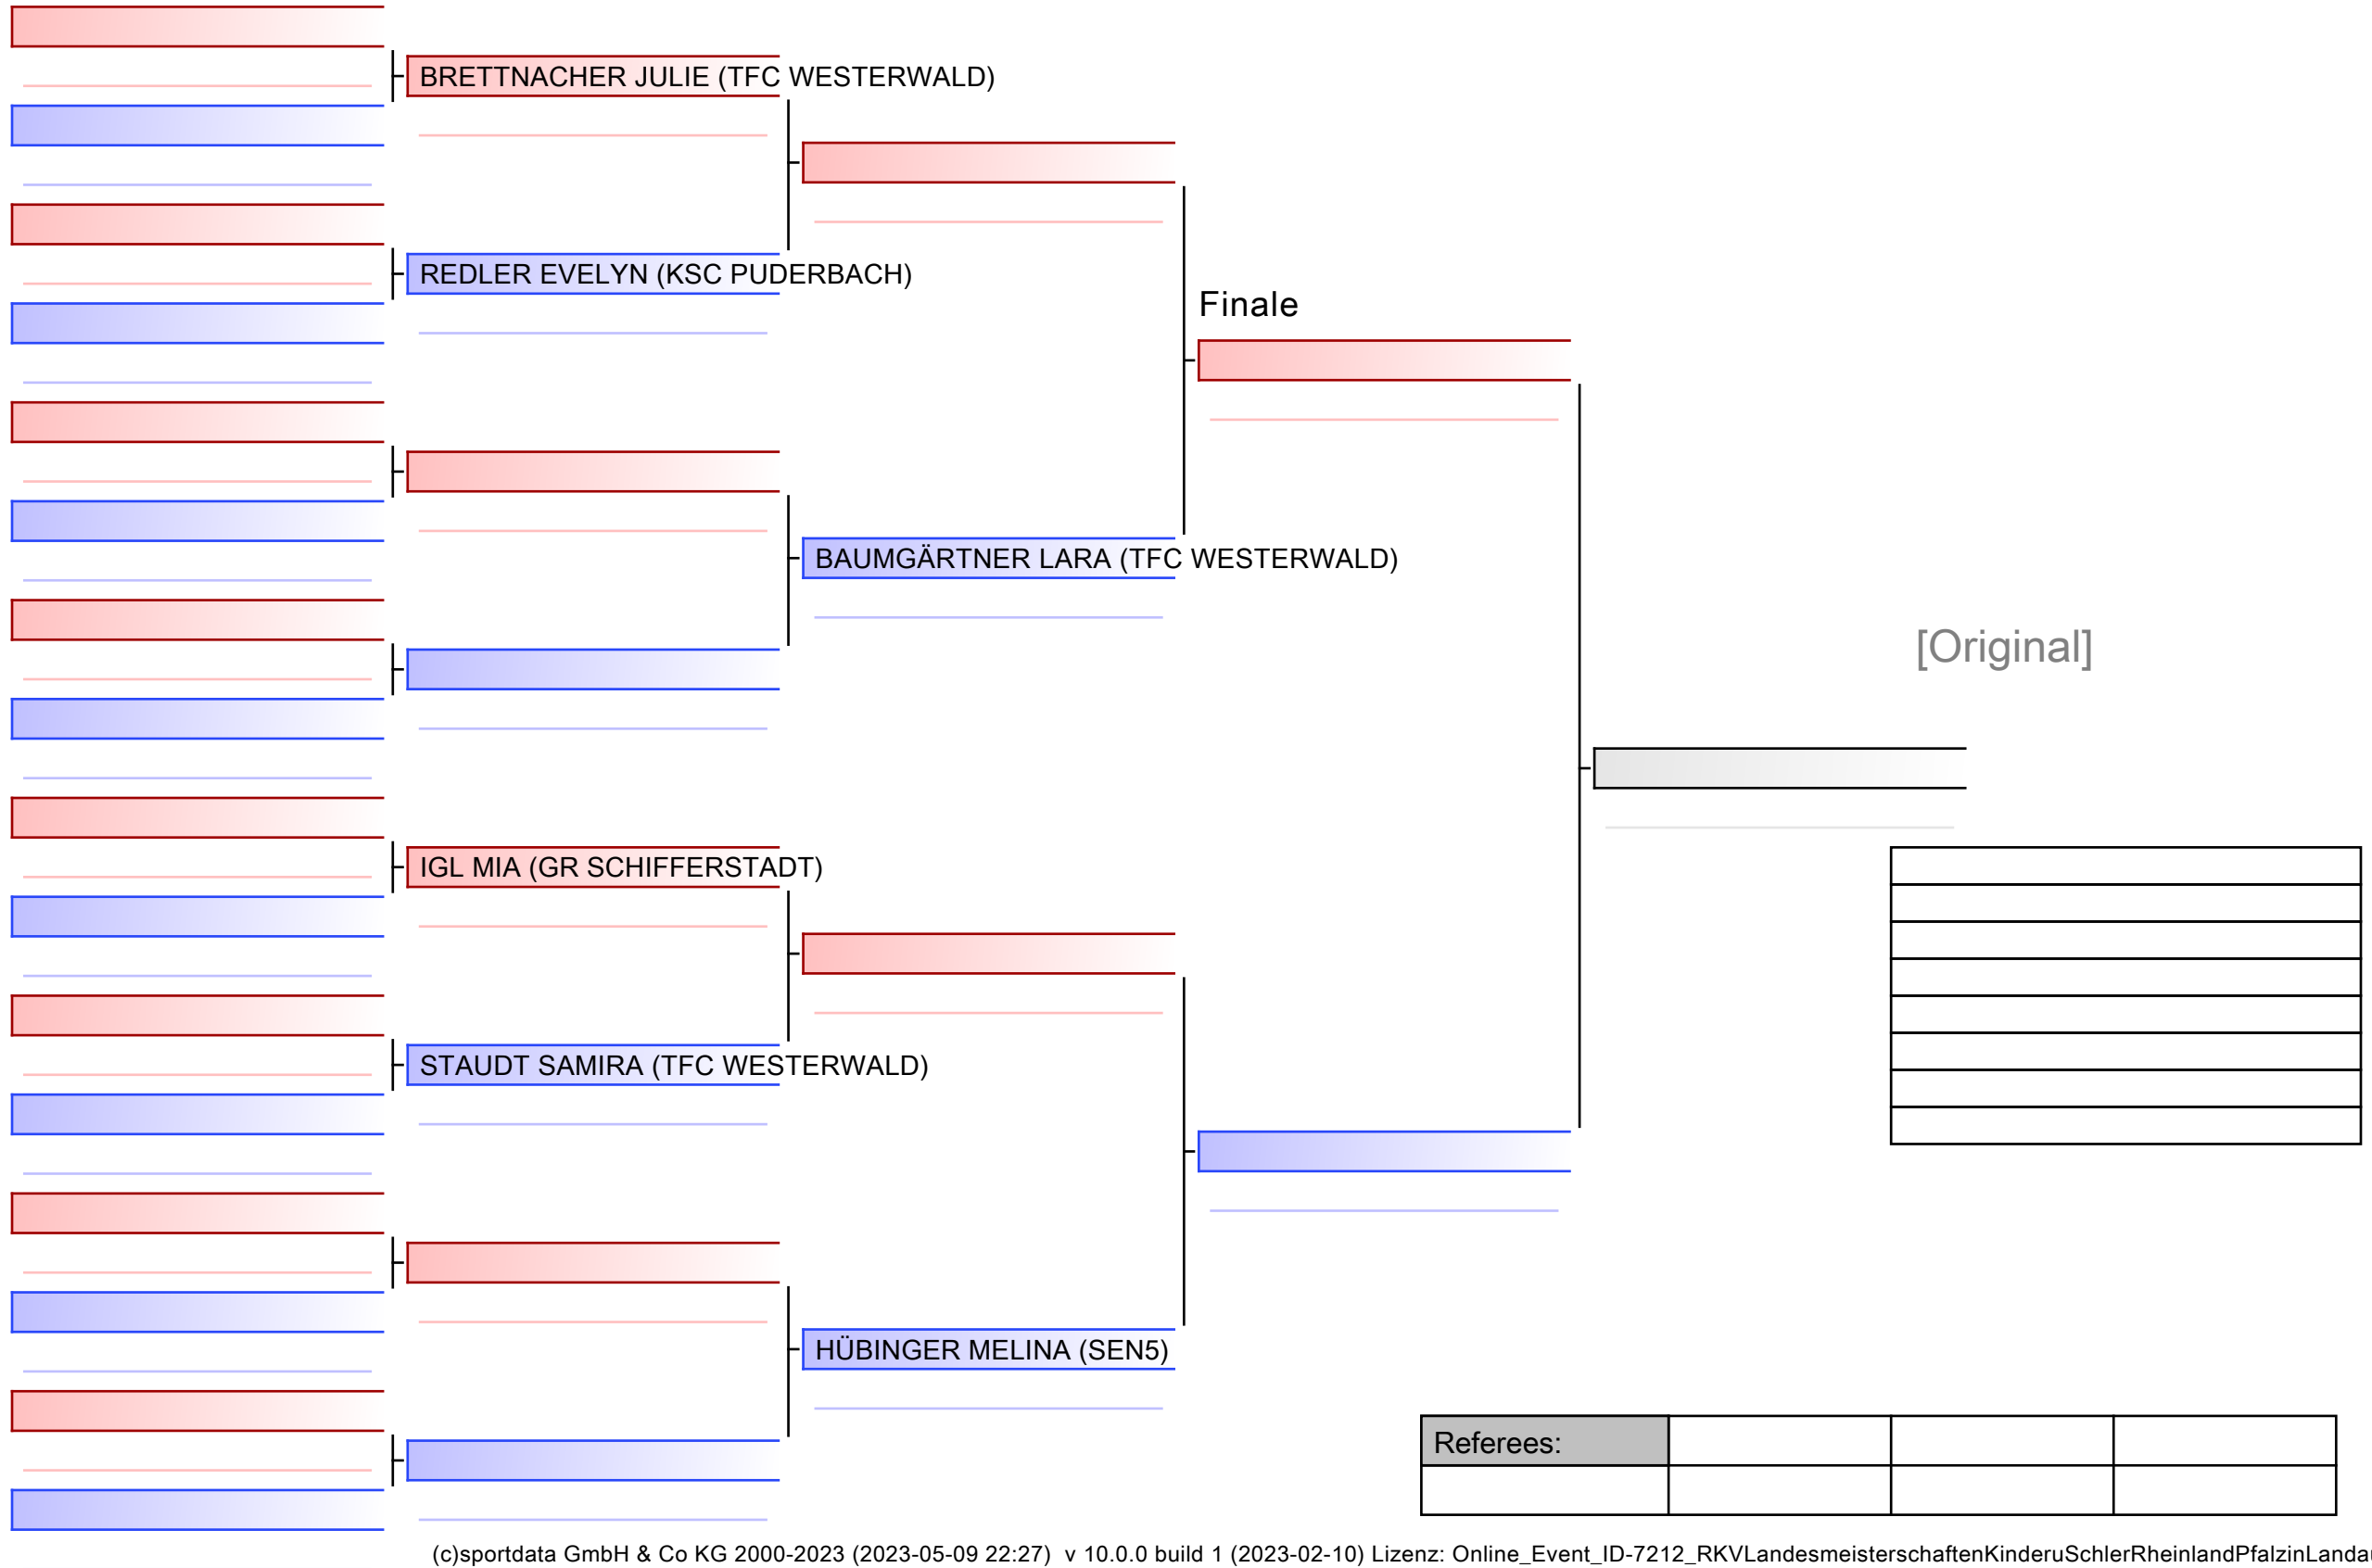 BRETTNACHER JULIE (TFC WESTERWALD)
REDLER EVELYN (KSC PUDERBACH)
Finale
BAUMGÄRTNER LARA (TFC WESTERWALD)
[Original]
IGL MIA (GR SCHIFFERSTADT)
STAUDT SAMIRA (TFC WESTERWALD)
HÜBINGER MELINA (SEN5)
Referees:
(c)sportdata GmbH & Co KG 2000-2023 (2023-05-09 22:27) v 10.0.0 build 1 (2023-02-10) Lizenz: Online_Event_ID-7212_RKVLandesmeisterschaftenKinderuSchlerRheinlandPfalzinLanda